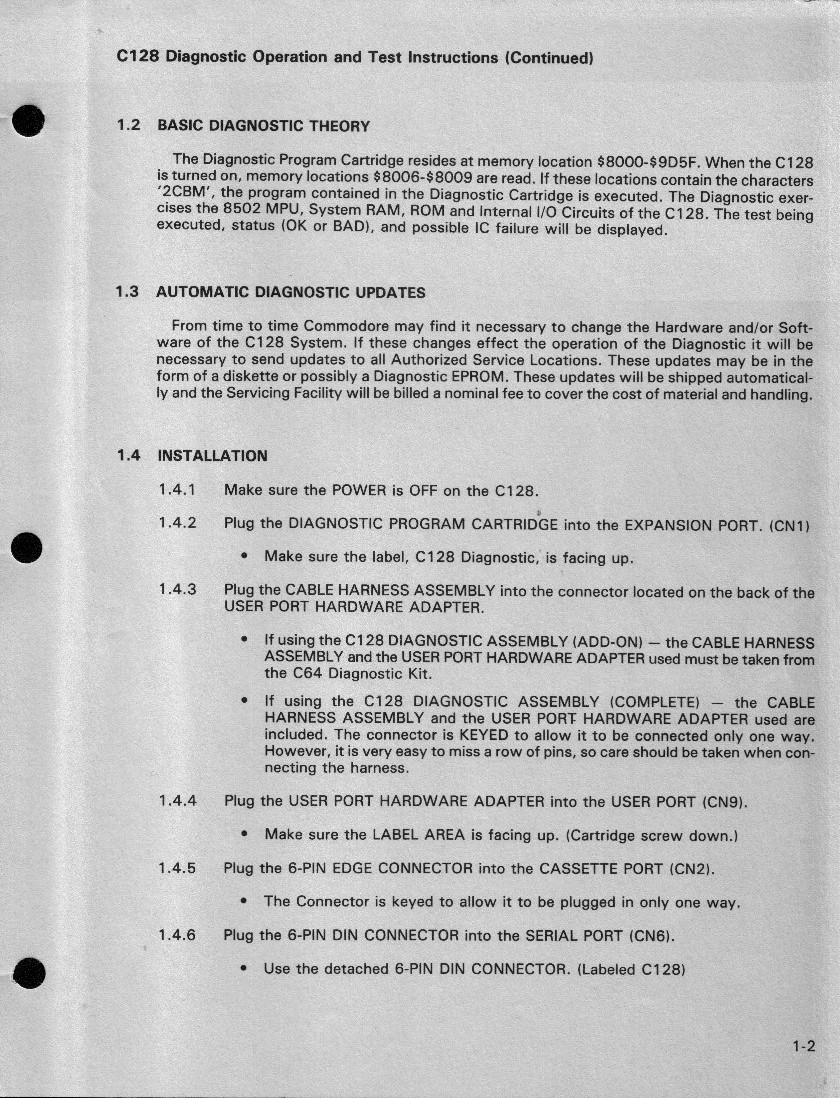 C128 Diagnostic Operation and Test Instructions (Continued)
1.2 BASIC DIAGNOSTIC THEORY
The Diagnostic Program Cartridge resides at memory location $8000-$9D5F. When the C128
is turned on, memory locations $8006-$8009 are read. If these locations contain the characters
'2CBM', the program contained in the Diagnostic Cartridge is executed. The Diagnostic exer-
cises the 8502 MPU, System RAM, ROM and Internal I/O Circuits of the C128. The test being
executed, status (OK or BAD), and possible IC failure will be displayed.
1.3 AUTOMATIC DIAGNOSTIC UPDATES
From time to time Commodore may find it necessary to change the Hardware and/or Soft-
ware of the C128 System. If these changes effect the operation of the Diagnostic it will be
necessary to send updates to all Authorized Service Locations. These updates may be in the
form of a diskette or possibly a Diagnostic EPROM. These updates will be shipped automatical-
ly and the Servicing Facility will be billed a nominal fee to cover the cost of material and handling.
1.4 INSTALLATION
1.4.1 Make sure the POWER is OFF on the C128.
1.4.2 Plug the DIAGNOSTIC PROGRAM CARTRIDGE into the EXPANSION PORT. (CN1)
• Make sure the label, C128 Diagnostic, is facing up.
1.4.3 Plug the CABLE HARNESS ASSEMBLY into the connector located on the back of the
USER PORT HARDWARE ADAPTER.
• If using the C128 DIAGNOSTIC ASSEMBLY (ADD-ON) — the CABLE HARNESS
ASSEMBLY and the USER PORT HARDWARE ADAPTER used must be taken from
the C64 Diagnostic Kit.
• If using the C128 DIAGNOSTIC ASSEMBLY (COMPLETE) — the CABLE
HARNESS ASSEMBLY and the USER PORT HARDWARE ADAPTER used are
included. The connector is KEYED to allow it to be connected only one way.
However, it is very easy to miss a row of pins, so care should be taken when con-
necting the harness.
1.4.4 Plug the USER PORT HARDWARE ADAPTER into the USER PORT (CN9).
• Make sure the LABEL AREA is facing up. (Cartridge screw down.)
1.4.5 Plug the 6-PIN EDGE CONNECTOR into the CASSETTE PORT (CN2).
• The Connector is keyed to allow it to be plugged in only one way.
1.4.6 Plug the 6-PIN DIN CONNECTOR into the SERIAL PORT (CN6).
• Use the detached 6-PIN DIN CONNECTOR. (Labeled C128)
1-2